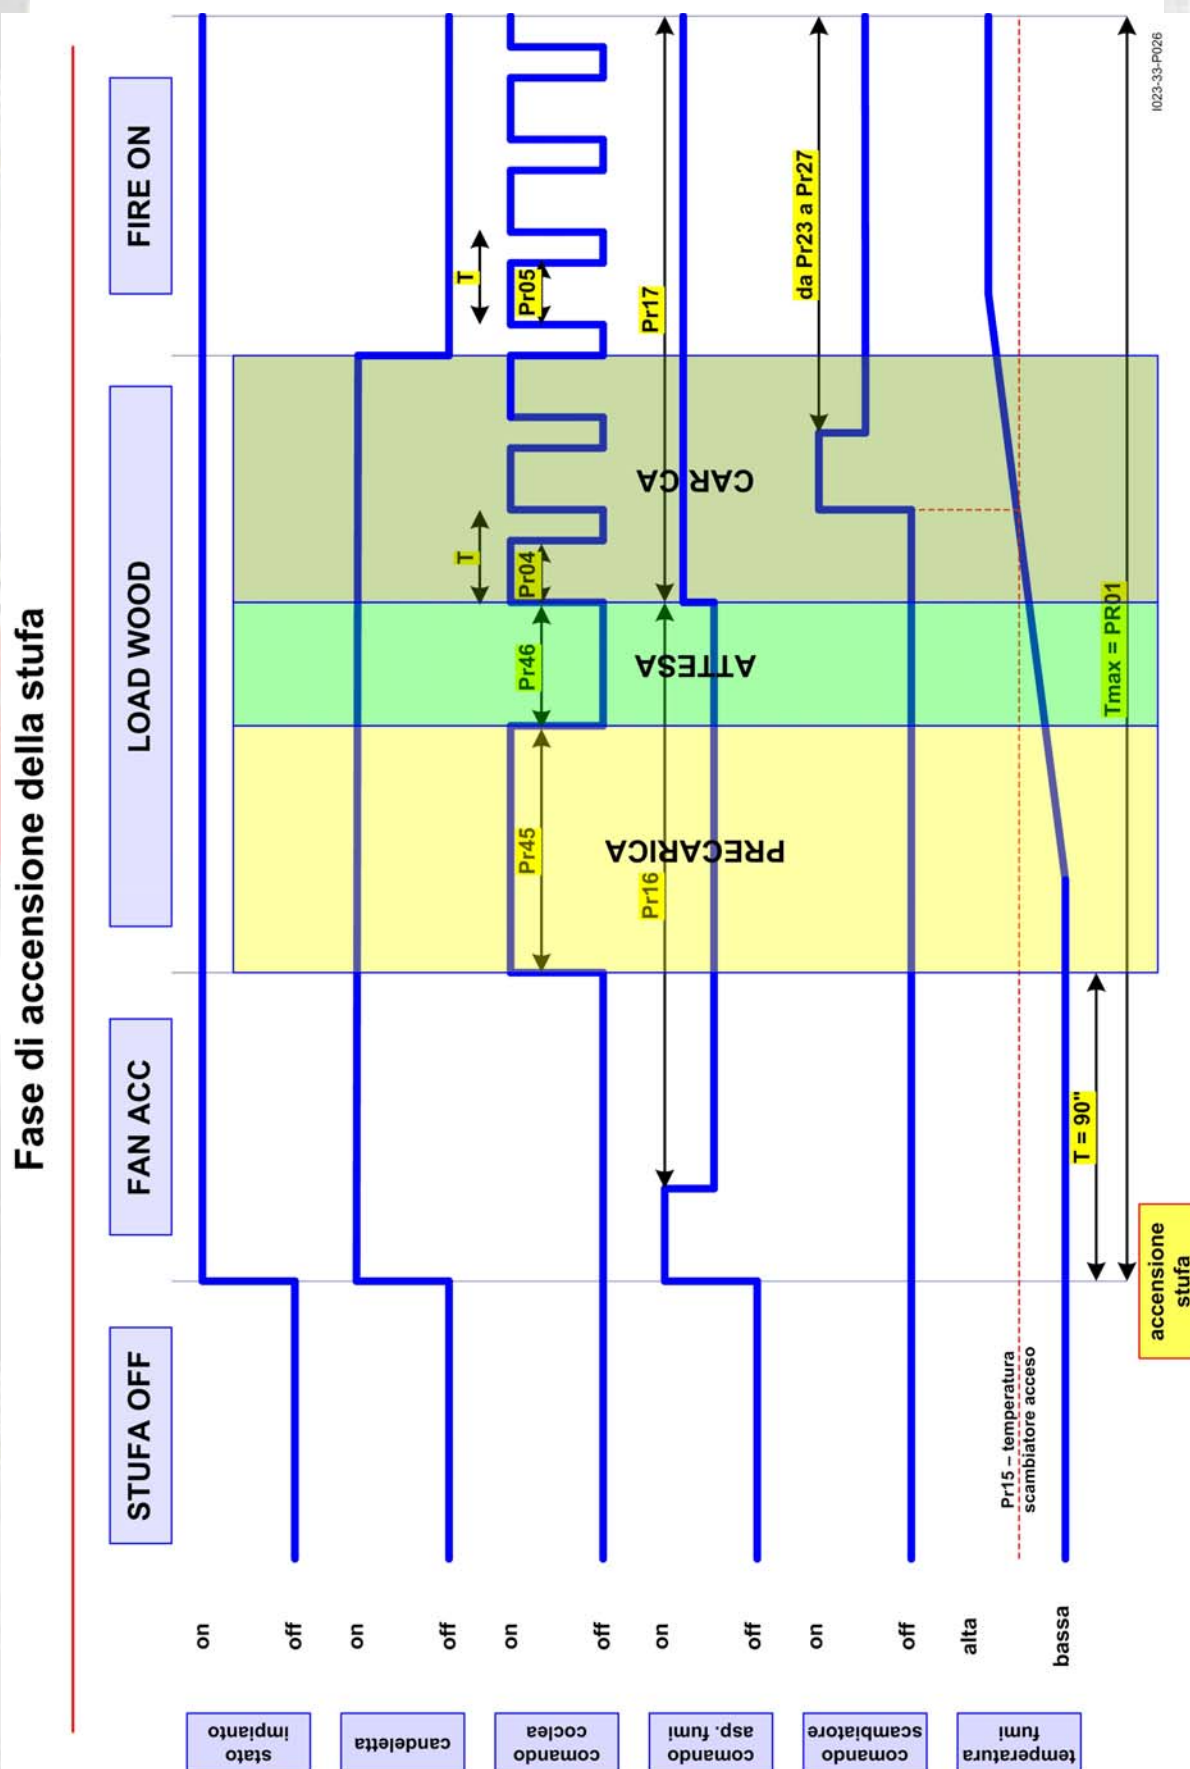 Fase di accensione della stufa
STUFA OFF
FAN ACC
LOAD WOOD
FIRE ON
stato
impianto
on
off
candeletta
on
off
comando
coclea
on
off
Pr45
Pr46
Pr04
T
Pr05
T
comando
asp. fumi
on
off
Pr16
Pr17
PRECARICA
ATTESA
CARICA
comando
scambiatore
on
off
da Pr23 a Pr27
temperatura
fumi
alta
bassa
Pr15 – temperatura
scambiatore acceso
T = 90"
Tmax = PR01
accensione
stufa
I023-33-P026